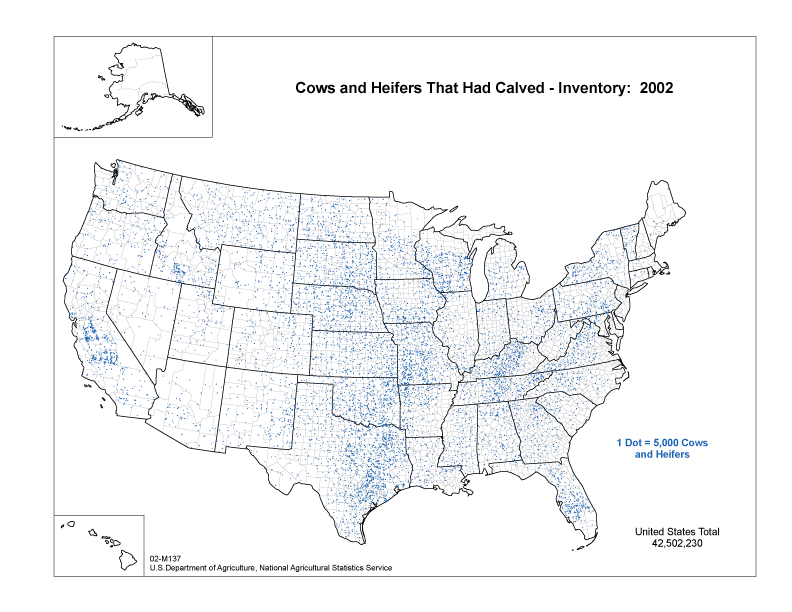 Cows and Heifers That Had Calved - Inventory: 2002
1 Dot = 5,000 Cows
and Heifers
United States Total
42,502,230
02-M137
U.S.Department of Agriculture, National Agricultural Statistics Service